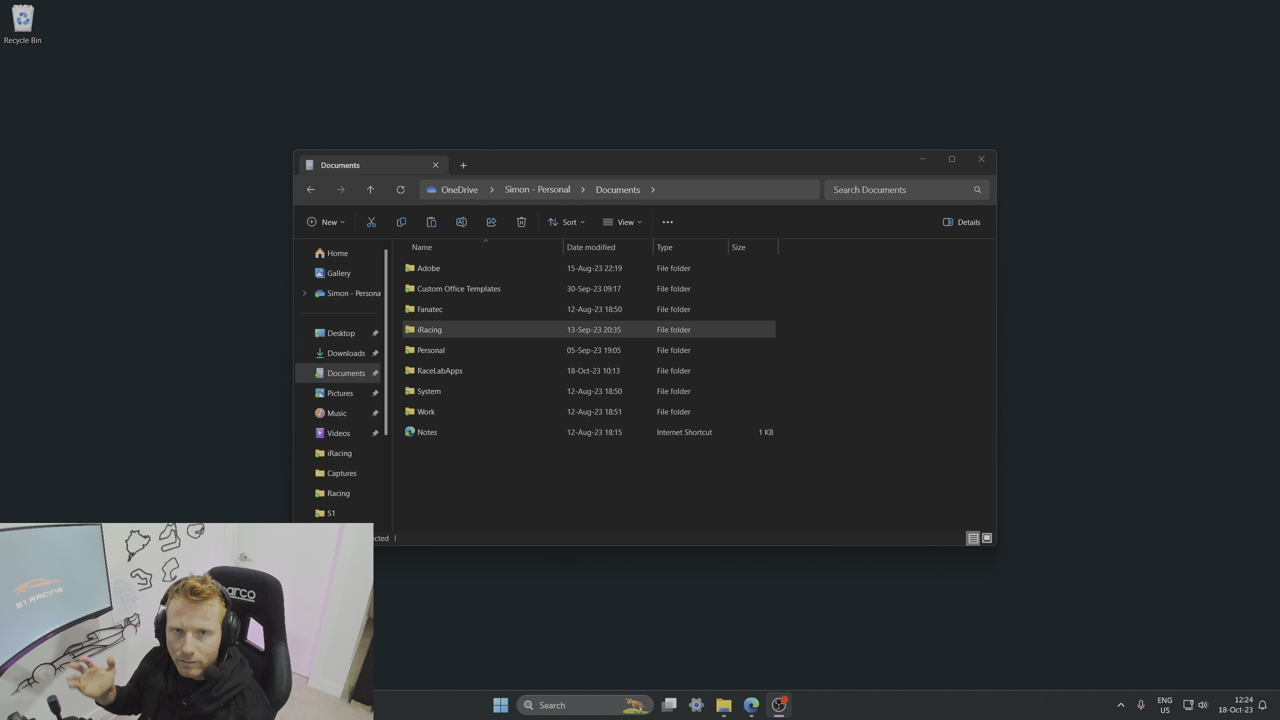 Recycle Bin
Documents
OneDrive > Simon - Personal > Documents >
Search Documents
New
Sort
View
Details
Name Date modified Type Size
Home
Gallery
Simon - Persona
Desktop
Downloads
Documents
Pictures
Music
Videos
iRacing
Captures
Racing
S1
Adobe 15-Aug-23 22:19 File folder
Custom Office Templates 30-Sep-23 09:17 File folder
Fanatec 12-Aug-23 18:50 File folder
iRacing 13-Sep-23 20:35 File folder
Personal 05-Sep-23 19:05 File folder
RaceLabApps 18-Oct-23 10:13 File folder
System 12-Aug-23 18:50 File folder
Work 12-Aug-23 18:51 File folder
Notes 12-Aug-23 18:15 Internet Shortcut 1 KB
ected
S1 RACING
arco
Search
ENG
US
12:24
18-Oct-23